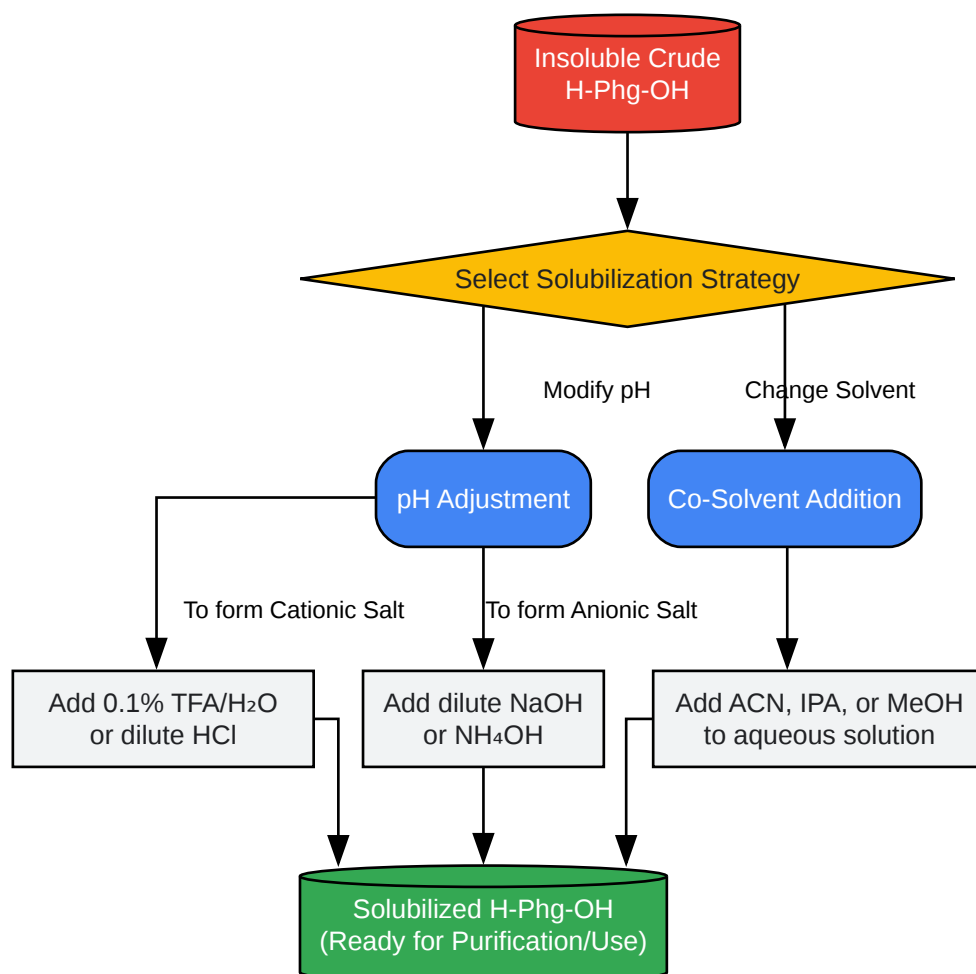 Insoluble Crude
H-Phg-OH
Select Solubilization Strategy
Modify pH
Change Solvent
pH Adjustment
Co-Solvent Addition
To form Cationic Salt
To form Anionic Salt
Add 0.1% TFA/H₂O
or dilute HCl
Add dilute NaOH
or NH₄OH
Add ACN, IPA, or MeOH
to aqueous solution
Solubilized H-Phg-OH
(Ready for Purification/Use)